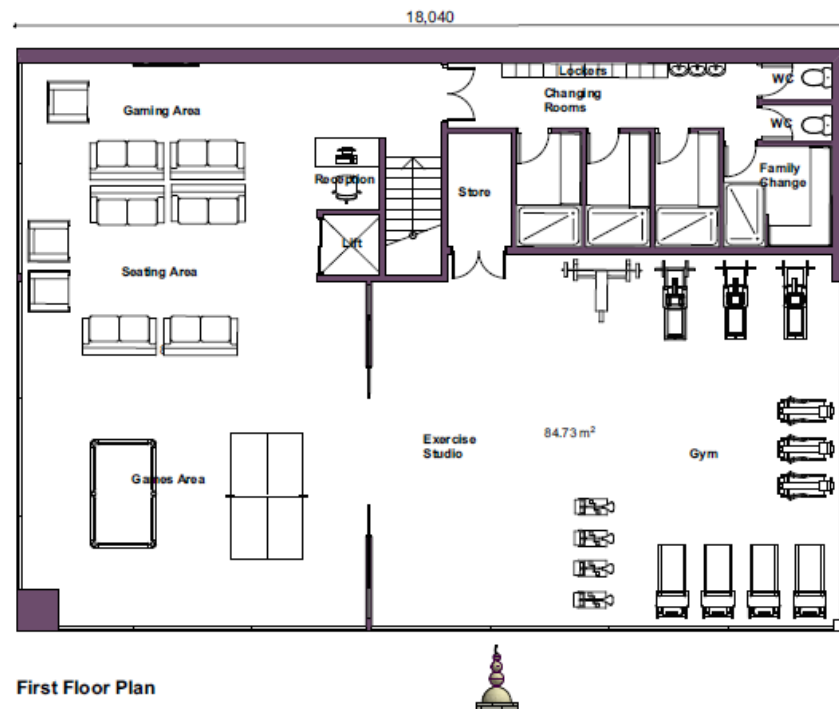 18,040
Lockers
WC
Gaming Area
Changing
Rooms
WC
Reception
Store
Family
Change
Lift
Seating Area
Exercise
Studio
84.73 m²
Gym
Games Area
First Floor Plan